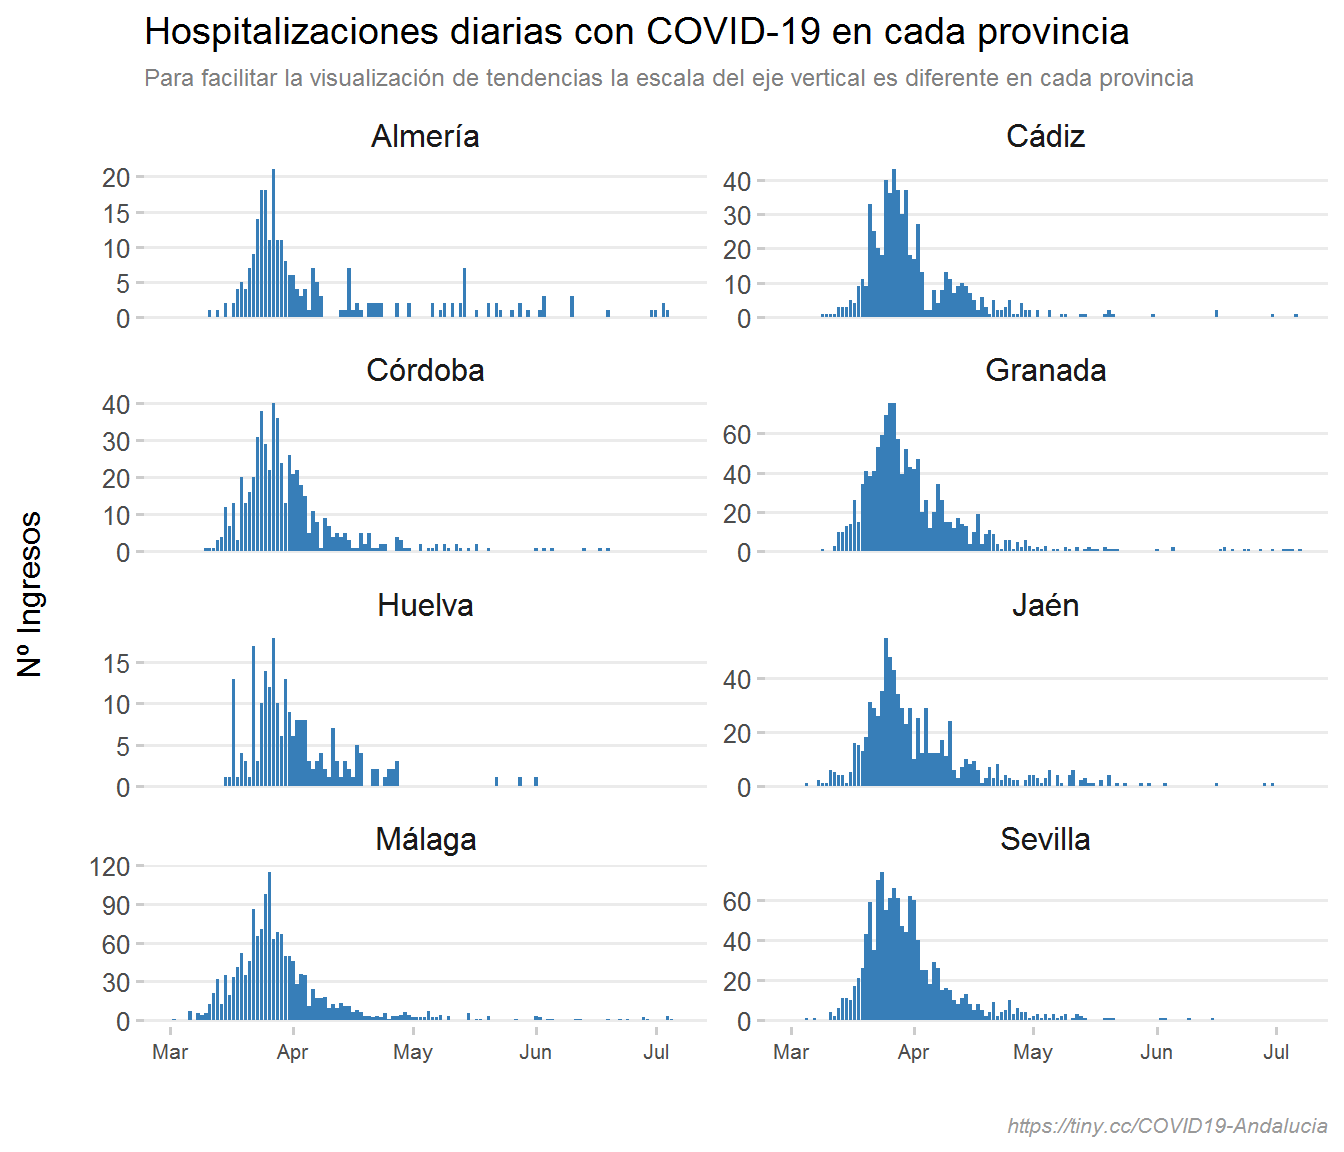 Hospitalizaciones diarias con COVID-19 en cada provincia
Para facilitar la visualización de tendencias la escala del eje vertical es diferente en cada provincia
Nº Ingresos
Almería
20
15
10
5
0
Cádiz
40
30
20
10
0
Córdoba
40
30
20
10
0
Granada
60
40
20
0
Huelva
15
10
5
0
Jaén
40
20
0
Málaga
120
90
60
30
0
Mar Apr May Jun Jul
Sevilla
60
40
20
0
Mar Apr May Jun Jul
https://tiny.cc/COVID19-Andalucia